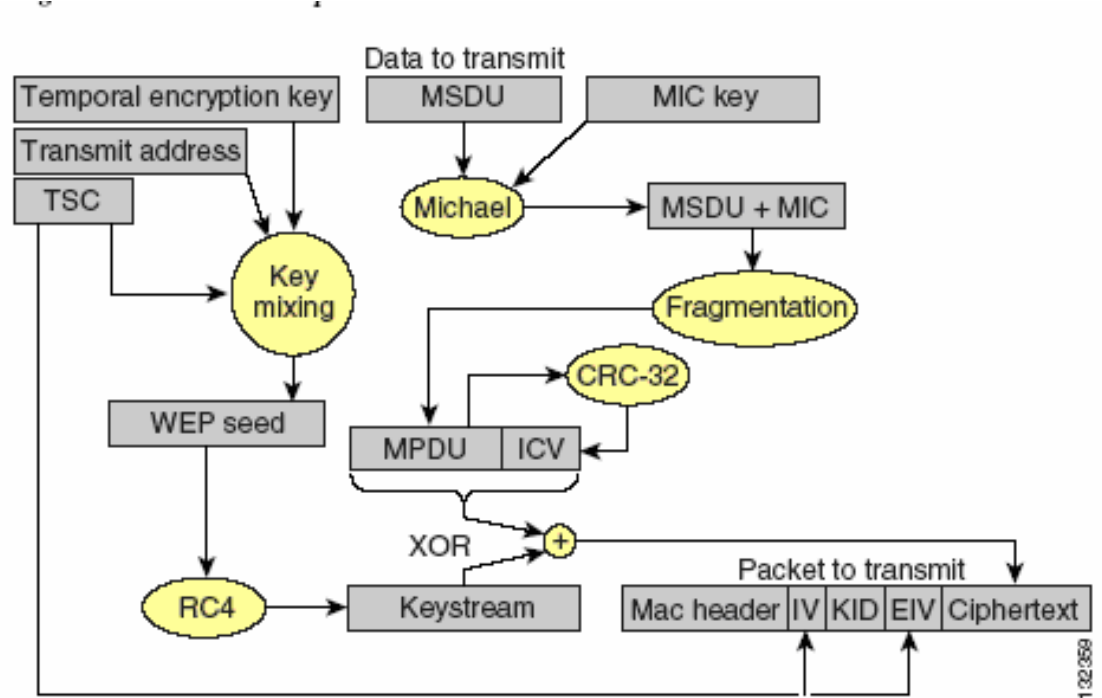 Data to transmit
Temporal encryption key
MSDU
MIC key
Transmit address
TSC
Michael
MSDU + MIC
Key
mixing
Fragmentation
CRC-32
WEP seed
MPDU
ICV
XOR
+
Packet to transmit
RC4
Keystream
Mac header
IV
KID
EIV
Ciphertext
132359